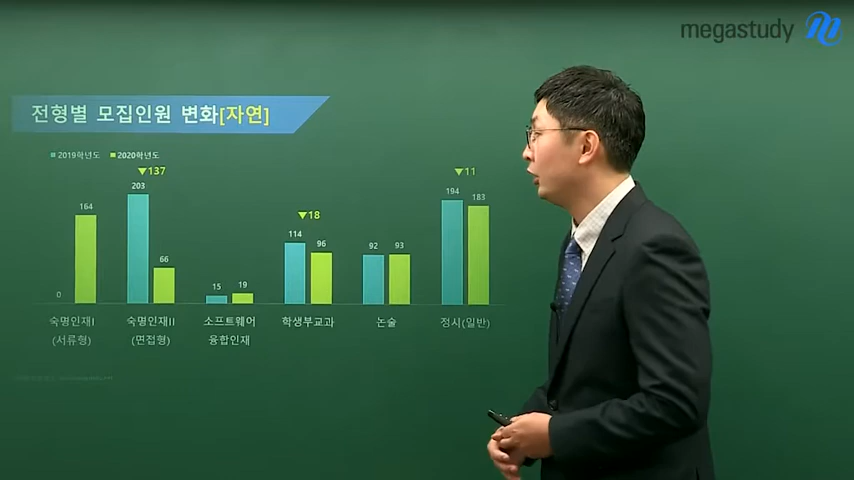 megastudy
전형별 모집인원 변화[자연]
2019학년도 2020학년도
0 164
203 66 ▼137
15 19
114 96 ▼18
92 93
194 183 ▼11
숙명인재I
(서류형)
숙명인재II
(면접형)
소프트웨어
융합인재
학생부교과
논술
정시(일반)